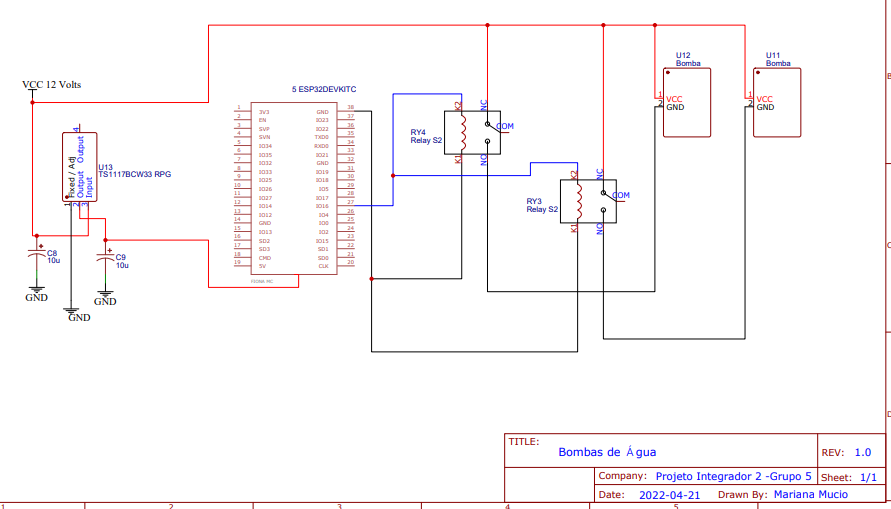 VCC 12 Volts
5 ESP32DEVKITC
U12
Bomba
U11
Bomba
1
VCC
2
GND
1
VCC
2
GND
RY4
Relay S2
K2
NC
COM
K1
NO
RY3
Relay S2
K2
NC
COM
K1
NO
U13
TS1117BCW33 RPG
Fixed / Adj
Output
Input
Output
1
2
3
4
1 3V3 GND 38
2 EN IO23 37
3 SVP IO22 36
4 SVN TXD0 35
5 IO34 RXD0 34
6 IO35 IO21 33
7 IO32 GND 32
8 IO33 IO19 31
9 IO25 IO18 30
10 IO26 IO5 29
11 IO27 IO17 28
12 IO14 IO16 27
13 IO12 IO4 26
14 GND IO0 25
15 IO13 IO2 24
16 SD2 IO15 23
17 SD3 SD1 22
18 CMD SD0 21
19 5V CLK 20
+
C8
10u
GND
+
C9
10u
GND
GND
B
C
D
TITLE:
Bombas de Água
REV: 1.0
Company: Projeto Integrador 2 -Grupo 5
Sheet: 1/1
Date: 2022-04-21
Drawn By: Mariana Mucio
1 2 3 4 5